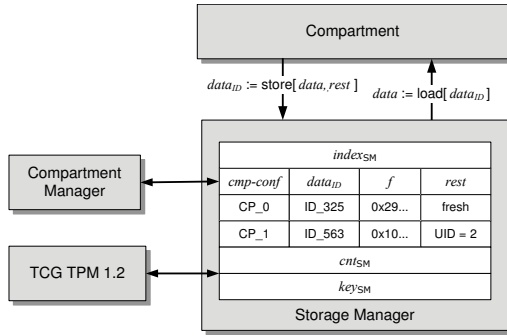 Compartment
data_ID := store[data, rest]
data := load[data_ID]
index_SM
cmp-conf data_ID f rest
CP_0 ID_325 0x29... fresh
CP_1 ID_563 0x10... UID = 2
cnt_SM
key_SM
Storage Manager
Compartment
Manager
TCG TPM 1.2